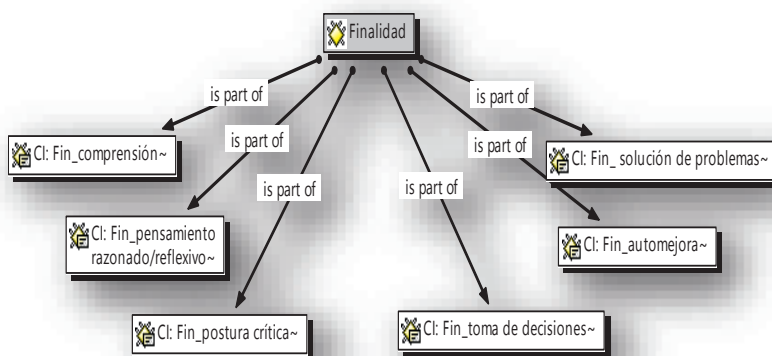 Finalidad
is part of
is part of
CI: Fin_comprensión~
is part of
is part of
CI: Fin_ solución de problemas~
is part of
is part of
CI: Fin_pensamiento
razonado/reflexivo~
CI: Fin_automejora~
CI: Fin_postura crítica~
CI: Fin_toma de decisiones~